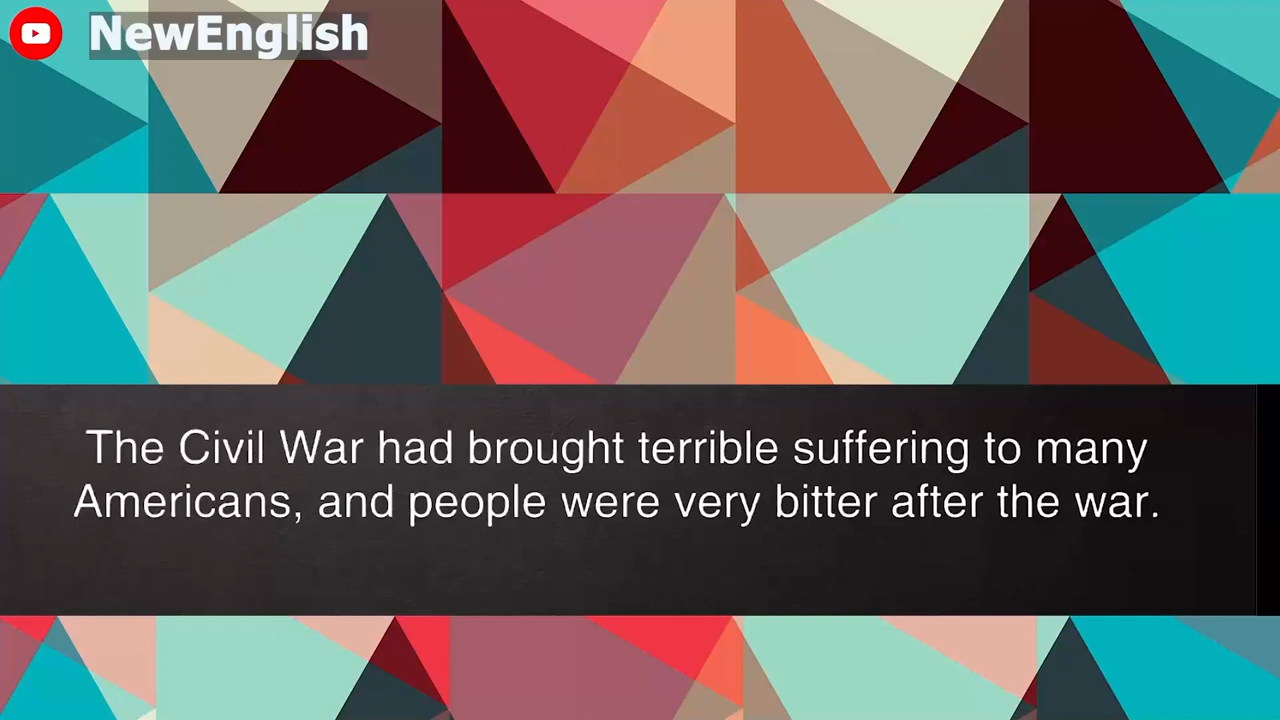 NewEnglish
The Civil War had brought terrible suffering to many
Americans, and people were very bitter after the war.